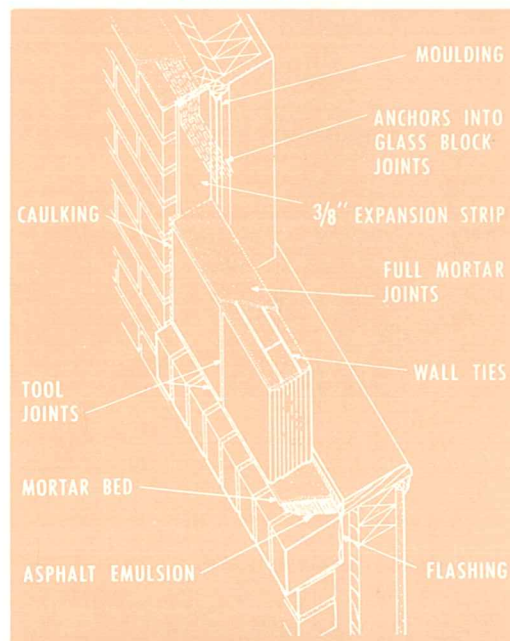 MOULDING
ANCHORS INTO
GLASS BLOCK
JOINTS
CAULKING
3/8" EXPANSION STRIP
FULL MORTAR
JOINTS
WALL TIES
TOOL
JOINTS
MORTAR BED
ASPHALT EMULSION
FLASHING